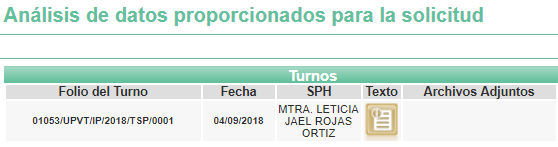 Análisis de datos proporcionados para la solicitud
Turnos
Folio del Turno Fecha SPH Texto Archivos Adjuntos
01053/UPVT/IP/2018/TSP/0001 04/09/2018 MTRA. LETICIA
JAEL ROJAS
ORTIZ